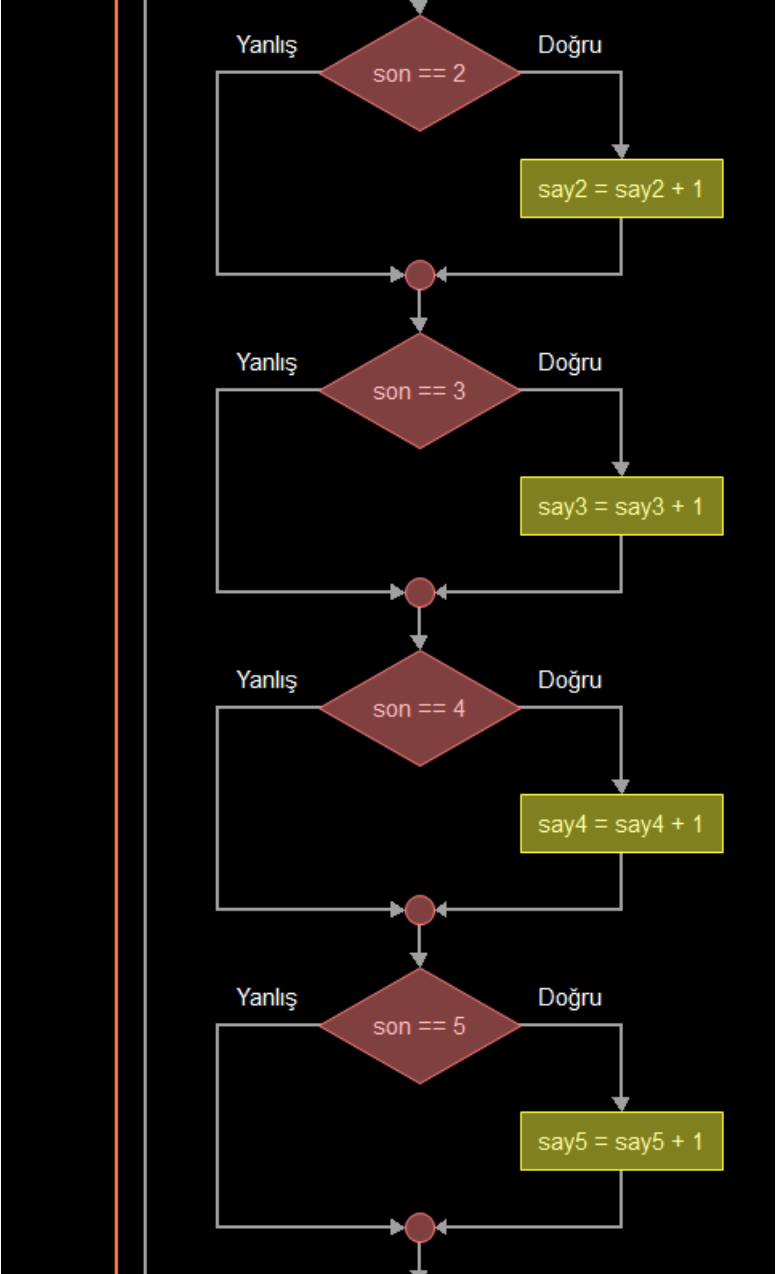 Yanlış
Doğru
son == 2
say2 = say2 + 1
Yanlış
Doğru
son == 3
say3 = say3 + 1
Yanlış
Doğru
son == 4
say4 = say4 + 1
Yanlış
Doğru
son == 5
say5 = say5 + 1